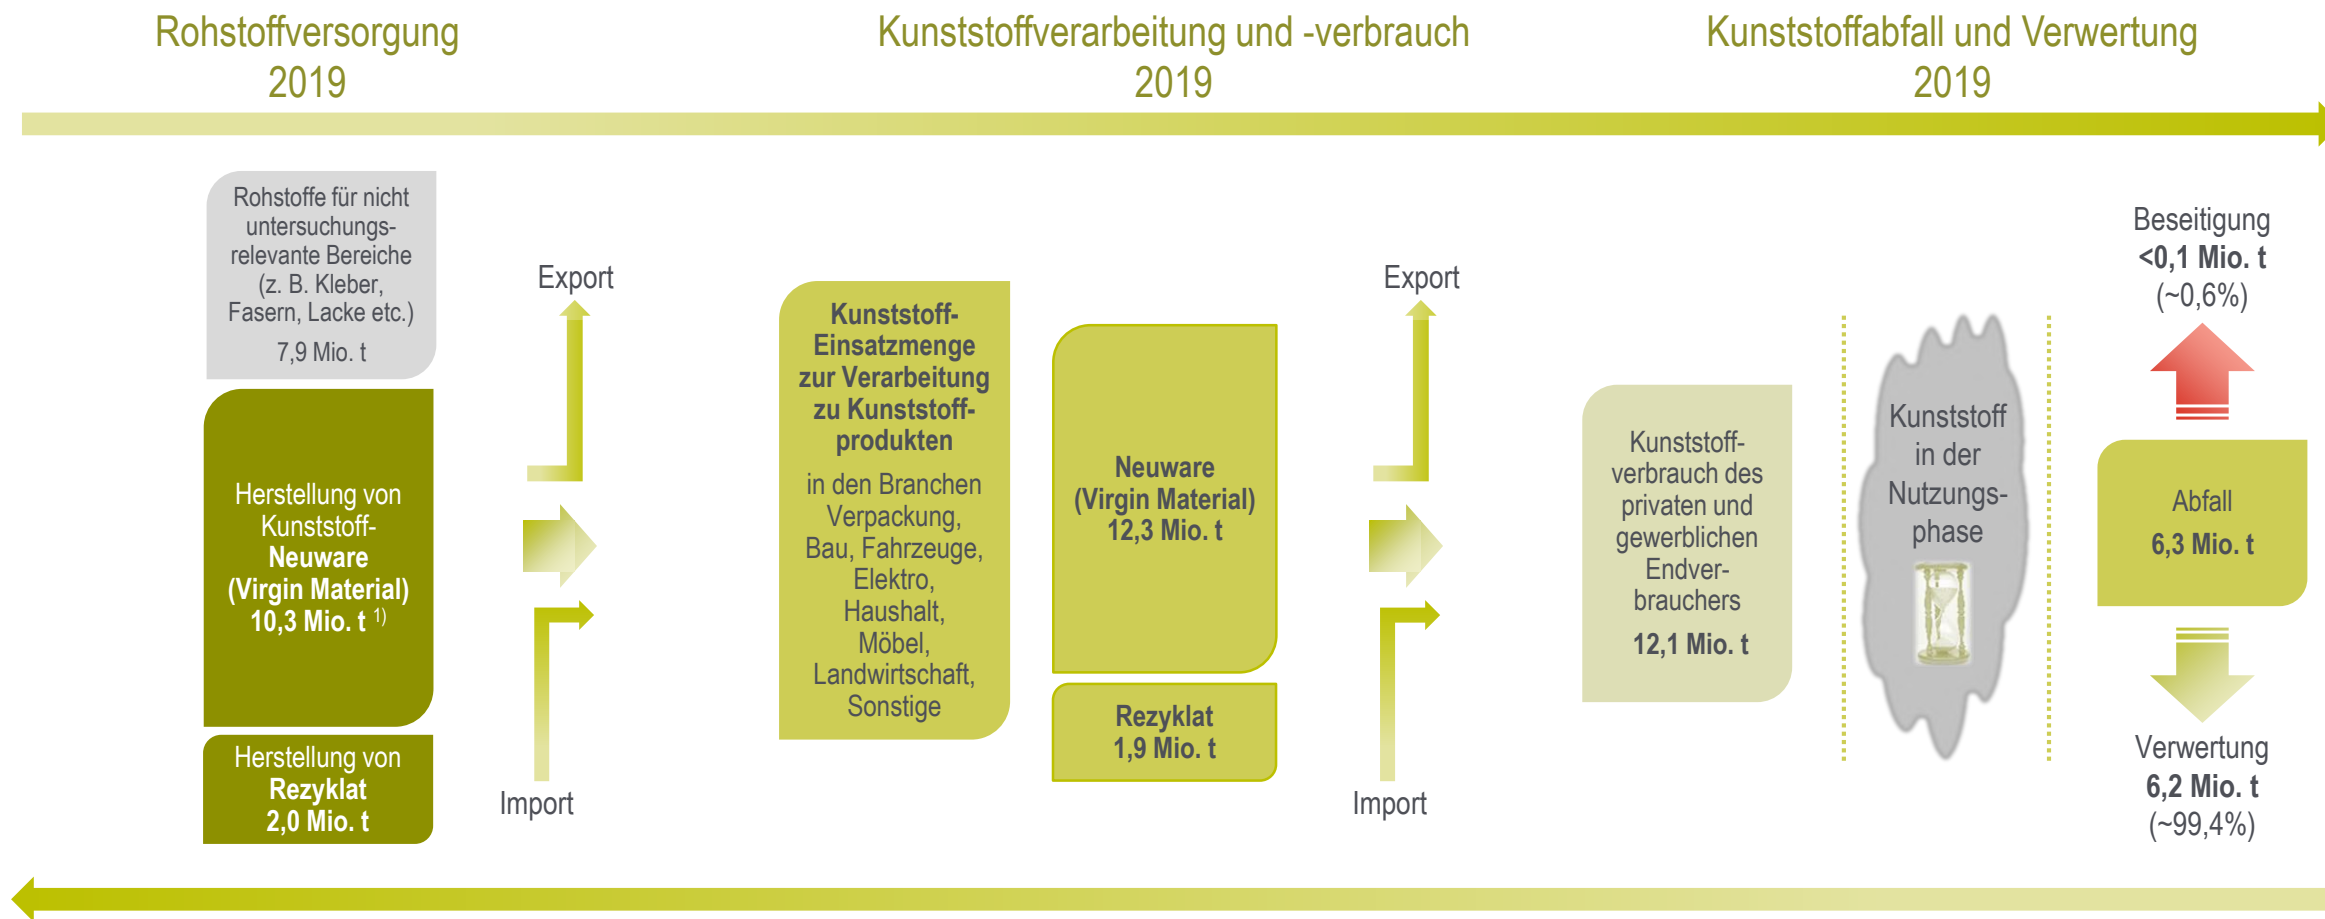 Rohstoffversorgung
2019
Kunststoffverarbeitung und -verbrauch
2019
Kunststoffabfall und Verwertung
2019
Rohstoffe für nicht
untersuchungs-
relevante Bereiche
(z. B. Kleber,
Fasern, Lacke etc.)
7,9 Mio. t
Herstellung von
Kunststoff-
Neuware
(Virgin Material)
10,3 Mio. t 1)
Herstellung von
Rezyklat
2,0 Mio. t
Export
Import
Kunststoff-
Einsatzmenge
zur Verarbeitung
zu Kunststoff-
produkten
in den Branchen
Verpackung,
Bau, Fahrzeuge,
Elektro,
Haushalt,
Möbel,
Landwirtschaft,
Sonstige
Neuware
(Virgin Material)
12,3 Mio. t
Rezyklat
1,9 Mio. t
Export
Import
Kunststoff-
verbrauch des
privaten und
gewerblichen
Endver-
brauchers
12,1 Mio. t
Kunststoff
in der
Nutzungs-
phase
Beseitigung
<0,1 Mio. t
(~0,6%)
Abfall
6,3 Mio. t
Verwertung
6,2 Mio. t
(~99,4%)